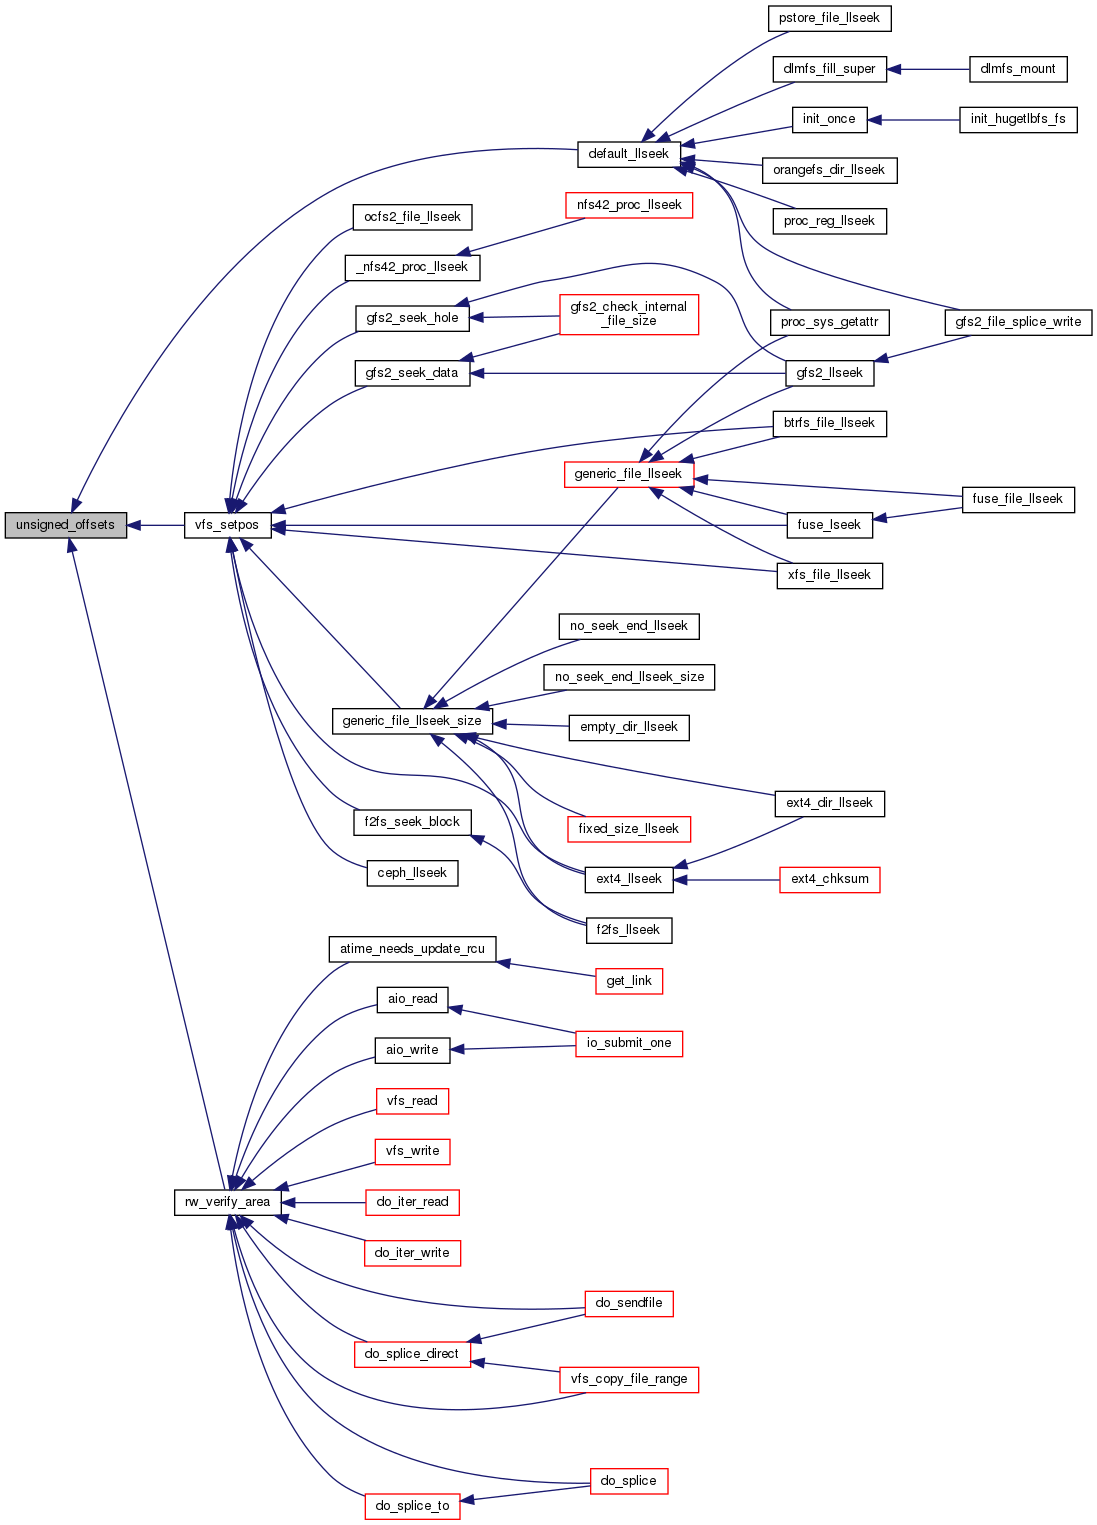 pstore_file_llseek
dlmfs_fill_super
dlmfs_mount
init_once
init_hugetlbfs_fs
default_llseek
orangefs_dir_llseek
nfs42_proc_llseek
ocfs2_file_llseek
proc_reg_llseek
_nfs42_proc_llseek
gfs2_seek_hole
gfs2_check_internal
_file_size
proc_sys_getattr
gfs2_file_splice_write
gfs2_seek_data
gfs2_llseek
btrfs_file_llseek
generic_file_llseek
fuse_file_llseek
unsigned_offsets
vfs_setpos
fuse_lseek
xfs_file_llseek
no_seek_end_llseek
no_seek_end_llseek_size
generic_file_llseek_size
empty_dir_llseek
ext4_dir_llseek
f2fs_seek_block
fixed_size_llseek
ceph_llseek
ext4_llseek
ext4_chksum
f2fs_llseek
atime_needs_update_rcu
get_link
aio_read
aio_write
io_submit_one
vfs_read
vfs_write
rw_verify_area
do_iter_read
do_iter_write
do_sendfile
do_splice_direct
vfs_copy_file_range
do_splice
do_splice_to